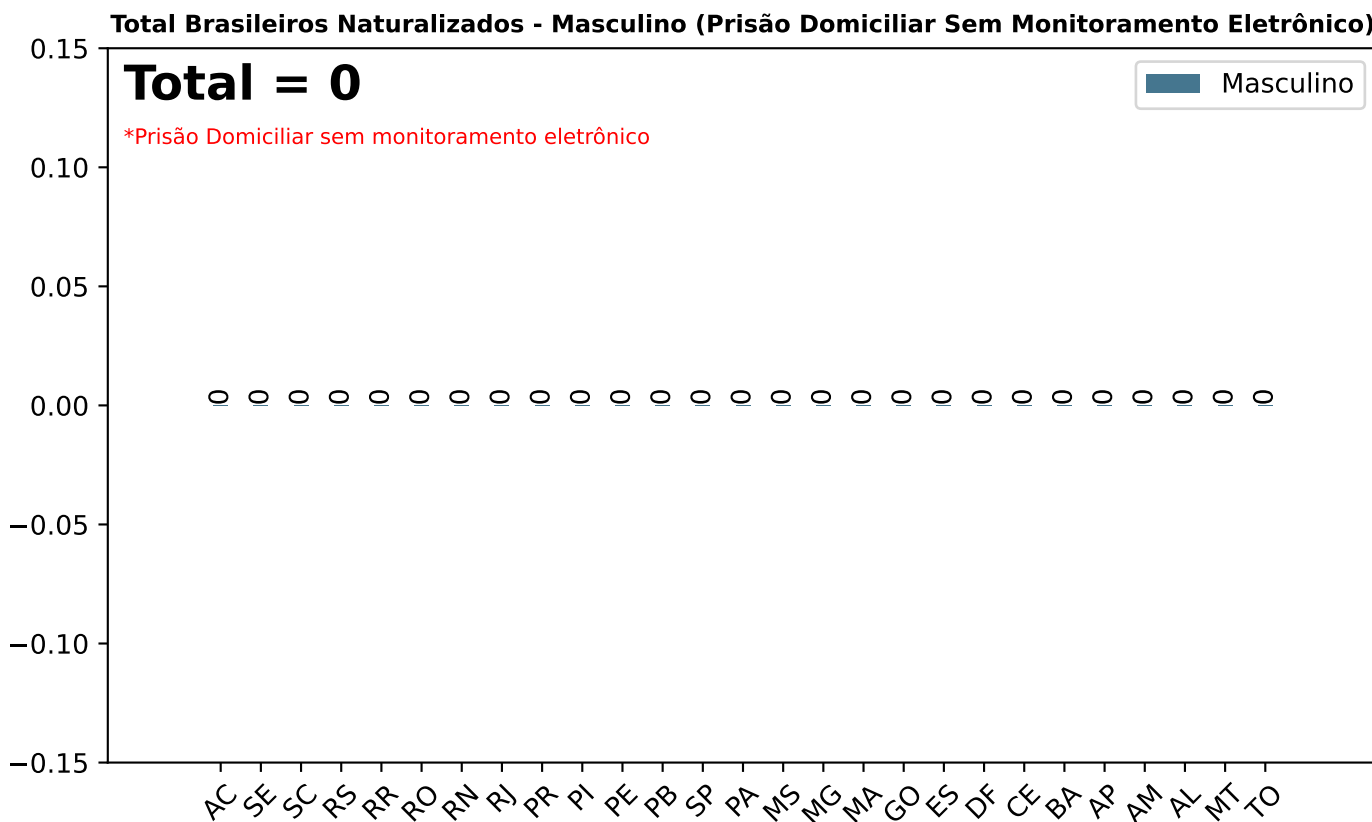 Total Brasileiros Naturalizados - Masculino (Prisão Domiciliar Sem Monitoramento Eletrônico)
Total = 0
*Prisão Domiciliar sem monitoramento eletrônico
Masculino
0.15
0.10
0.05
0.00
−0.05
−0.10
−0.15
0 0 0 0 0 0 0 0 0 0 0 0 0 0 0 0 0 0 0 0 0 0 0 0 0 0 0
AC SE SC RS RR RO RN RJ PR PI PE PB SP PA MS MG MA GO ES DF CE BA AP AM AL MT TO